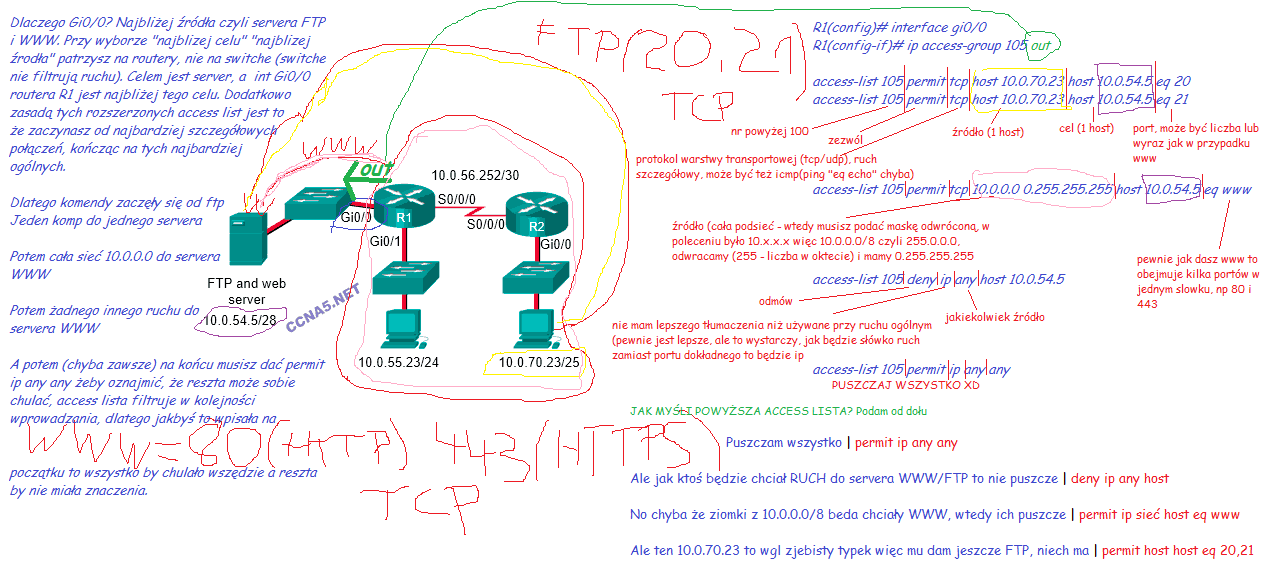 Dlaczego Gi0/0? Najbliżej źródła czyli servera FTP
i WWW. Przy wyborze "najblizej celu" "najblizej
źrodła" patrzysz na routery, nie na switche (switche
nie filtrują ruchu). Celem jest server, a  int Gi0/0
routera R1 jest najbliżej tego celu. Dodatkowo
zasadą tych rozszerzonych access list jest to
że zaczynasz od najbardziej szczegółowych
połączeń, kończąc na tych najbardziej
ogólnych.
Dlatego komendy zaczęły się od ftp
Jeden komp do jednego servera
Potem cała sieć 10.0.0.0 do servera
WWW
Potem żadnego innego ruchu do
servera WWW
A potem (chyba zawsze) na końcu musisz dać permit
ip any any żeby oznajmić, że reszta może sobie
chulać, access lista filtruje w kolejności
wprowadzania, dlatego jakbyś to wpisała na
WWW=80(HTTP) 443(HTTPS)
TCP
początku to wszystko by chulało wszędzie a reszta
by nie miała znaczenia.
WWW
out
10.0.56.252/30
S0/0/0
Gi0/0
R1
S0/0/0
R2
Gi0/1
Gi0/0
FTP and web
server
10.0.54.5/28
CCNA5.NET
10.0.55.23/24
10.0.70.23/25
FTP(20,21)
TCP
R1(config)# interface gi0/0
R1(config-if)# ip access-group 105 out
access-list 105 permit tcp host 10.0.70.23 host 10.0.54.5 eq 20
access-list 105 permit tcp host 10.0.70.23 host 10.0.54.5 eq 21
nr powyżej 100
zezwól
źródło (1 host)
cel (1 host)
port, może być liczba lub
wyraz jak w przypadku
www
protokol warstwy transportowej (tcp/udp), ruch
szczegółowy, może być też icmp(ping "eq echo" chyba)
access-list 105 permit tcp 10.0.0.0 0.255.255.255 host 10.0.54.5 eq www
źródło (cała podsieć - wtedy musisz podać maskę odwrócona, w
poleceniu było 10.x.x.x więc 10.0.0.0/8 czyli 255.0.0.0,
odwracamy (255 - liczba w oktecie) i mamy 0.255.255.255
pewnie jak dasz www to
obejmuje kilka portów w
jednym slowku, np 80 i
443
access-list 105 deny ip any host 10.0.54.5
odmów
jakiekolwiek źródło
nie mam lepszego tłumaczenia niż używane przy ruchu ogólnym
(pewnie jest lepsze, ale to wystarczy, jak będzie słówko ruch
zamiast portu dokładnego to będzie ip
access-list 105 permit ip any any
PUSZCZAJ WSZYSTKO XD
JAK MYŚLI POWYŻSZA ACCESS LISTA? Podam od dołu
Puszczam wszystko | permit ip any any
Ale jak ktoś będzie chciał RUCH do servera WWW/FTP to nie puszcze | deny ip any host
No chyba że ziomki z 10.0.0.0/8 beda chciały WWW, wtedy ich puszcze | permit ip sieć host eq www
Ale ten 10.0.70.23 to wgl zjebisty typek więc mu dam jeszcze FTP, niech ma | permit host host eq 20,21